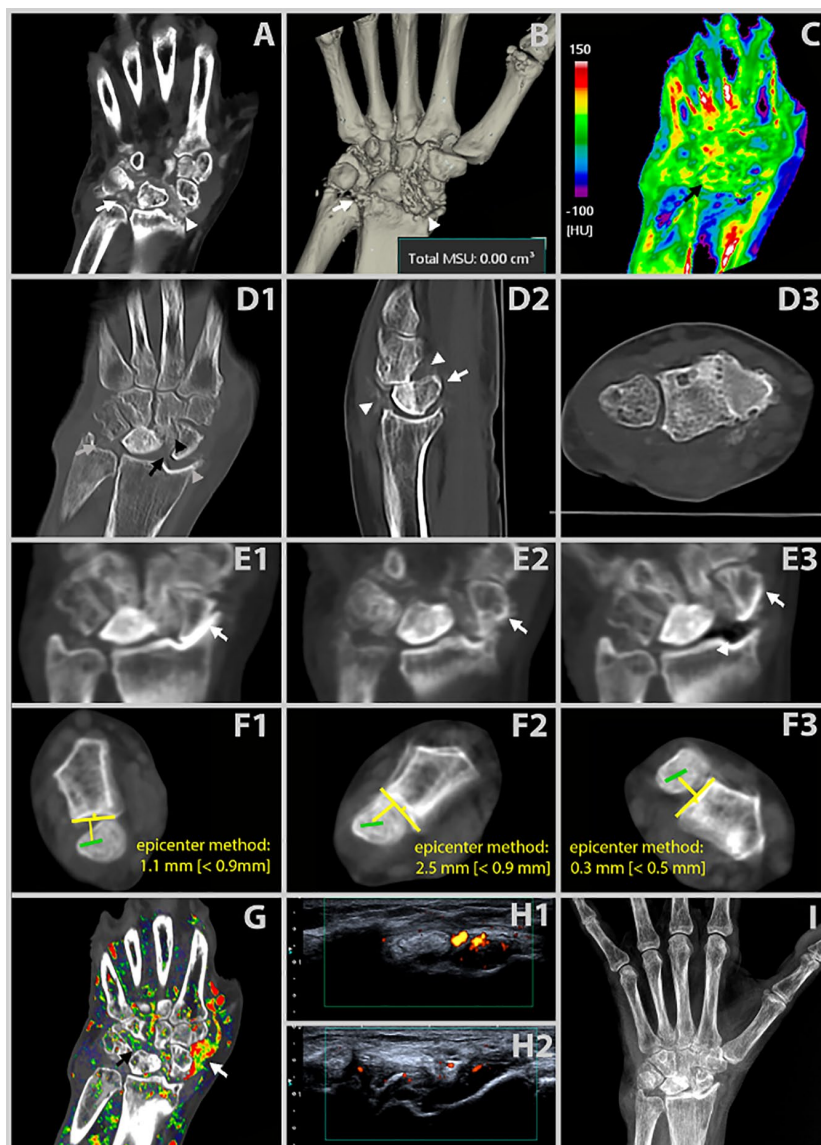 A
B
C
150
-100
[HU]
Total MSU: 0.00 cm³
D1
D2
D3
E1
E2
E3
F1
F2
F3
epicenter method:
1.1 mm [< 0.9mm]
epicenter method:
2.5 mm [< 0.9 mm]
epicenter method:
0.3 mm [< 0.5 mm]
G
H1
H2
I